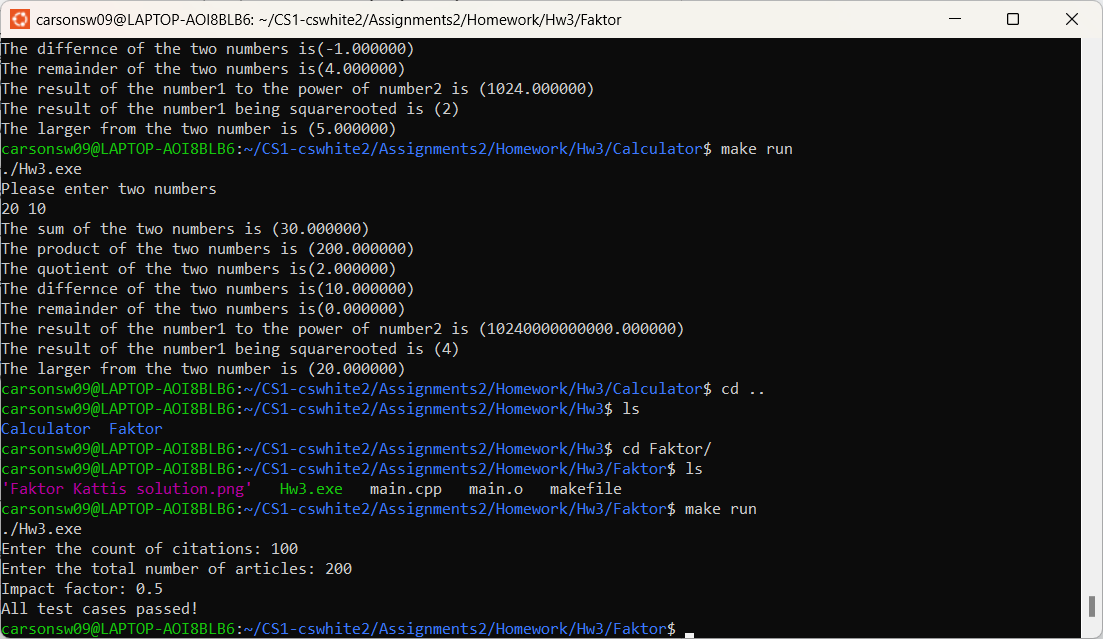 carsonsw09@LAPTOP-AOI8BLB6: ~/CS1-cswhite2/Assignments2/Homework/Hw3/Faktor
The differnce of the two numbers is(-1.000000)
The remainder of the two numbers is(4.000000)
The result of the number1 to the power of number2 is (1024.000000)
The result of the number1 being squarerooted is (2)
The larger from the two number is (5.000000)
carsonsw09@LAPTOP-AOI8BLB6:~/CS1-cswhite2/Assignments2/Homework/Hw3/Calculator$ make run
./Hw3.exe
Please enter two numbers
20 10
The sum of the two numbers is (30.000000)
The product of the two numbers is (200.000000)
The quotient of the two numbers is(2.000000)
The differnce of the two numbers is(10.000000)
The remainder of the two numbers is(0.000000)
The result of the number1 to the power of number2 is (10240000000000.000000)
The result of the number1 being squarerooted is (4)
The larger from the two number is (20.000000)
carsonsw09@LAPTOP-AOI8BLB6:~/CS1-cswhite2/Assignments2/Homework/Hw3/Calculator$ cd ..
carsonsw09@LAPTOP-AOI8BLB6:~/CS1-cswhite2/Assignments2/Homework/Hw3$ ls
Calculator  Faktor
carsonsw09@LAPTOP-AOI8BLB6:~/CS1-cswhite2/Assignments2/Homework/Hw3$ cd Faktor/
carsonsw09@LAPTOP-AOI8BLB6:~/CS1-cswhite2/Assignments2/Homework/Hw3/Faktor$ ls
'Faktor Kattis solution.png'   Hw3.exe   main.cpp   main.o   makefile
carsonsw09@LAPTOP-AOI8BLB6:~/CS1-cswhite2/Assignments2/Homework/Hw3/Faktor$ make run
./Hw3.exe
Enter the count of citations: 100
Enter the total number of articles: 200
Impact factor: 0.5
All test cases passed!
carsonsw09@LAPTOP-AOI8BLB6:~/CS1-cswhite2/Assignments2/Homework/Hw3/Faktor$